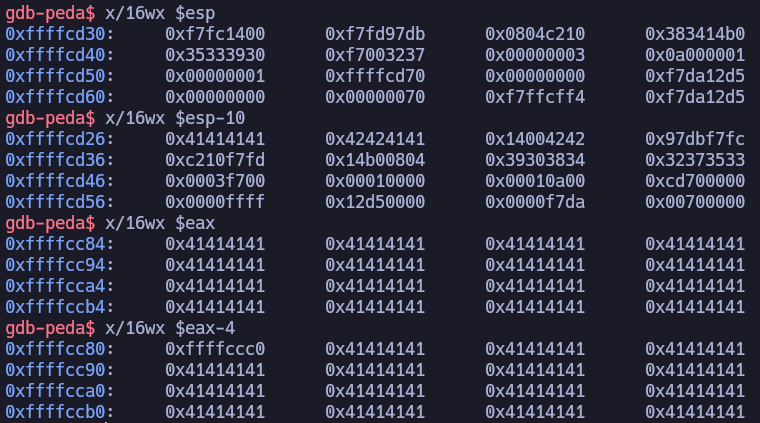 gdb-peda$ x/16wx $esp
0xffffcd30: 0xf7fc1400 0xf7fd97db 0x0804c210 0x383414b0
0xffffcd40: 0x35333930 0xf7003237 0x00000003 0x0a000001
0xffffcd50: 0x00000001 0xffffcd70 0x00000000 0xf7da12d5
0xffffcd60: 0x00000000 0x00000070 0xf7ffcff4 0xf7da12d5
gdb-peda$ x/16wx $esp-10
0xffffcd26: 0x41414141 0x42424141 0x14004242 0x97dbf7fc
0xffffcd36: 0xc210f7fd 0x14b00804 0x39303834 0x32373533
0xffffcd46: 0x0003f700 0x00010000 0x00010a00 0xcd700000
0xffffcd56: 0x0000ffff 0x12d50000 0x0000f7da 0x00700000
gdb-peda$ x/16wx $eax
0xffffcc84: 0x41414141 0x41414141 0x41414141 0x41414141
0xffffcc94: 0x41414141 0x41414141 0x41414141 0x41414141
0xffffcca4: 0x41414141 0x41414141 0x41414141 0x41414141
0xffffccb4: 0x41414141 0x41414141 0x41414141 0x41414141
gdb-peda$ x/16wx $eax-4
0xffffcc80: 0xffffccc0 0x41414141 0x41414141 0x41414141
0xffffcc90: 0x41414141 0x41414141 0x41414141 0x41414141
0xffffcca0: 0x41414141 0x41414141 0x41414141 0x41414141
0xffffccb0: 0x41414141 0x41414141 0x41414141 0x41414141